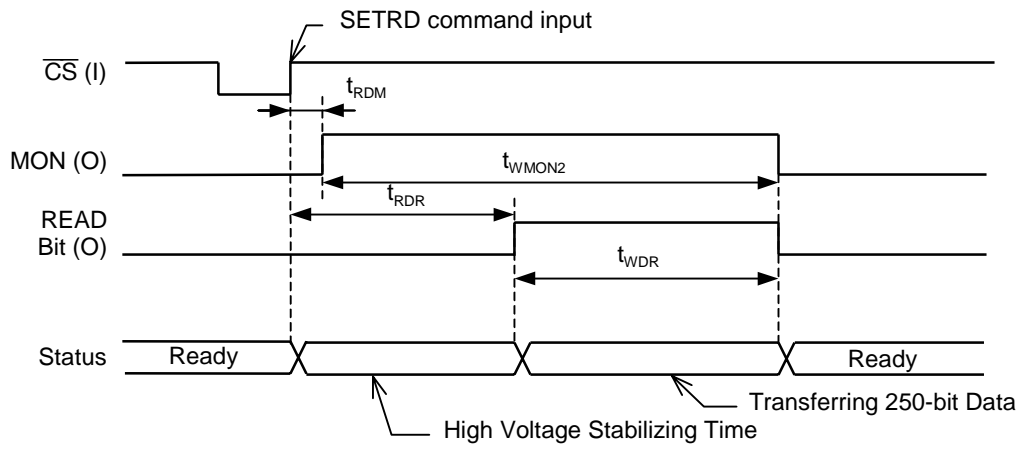 SETRD command input
CS (I)
tRDM
MON (O)
tWMON2
tRDR
READ
Bit (O)
tWDR
Status
Ready
Ready
Transferring 250-bit Data
High Voltage Stabilizing Time